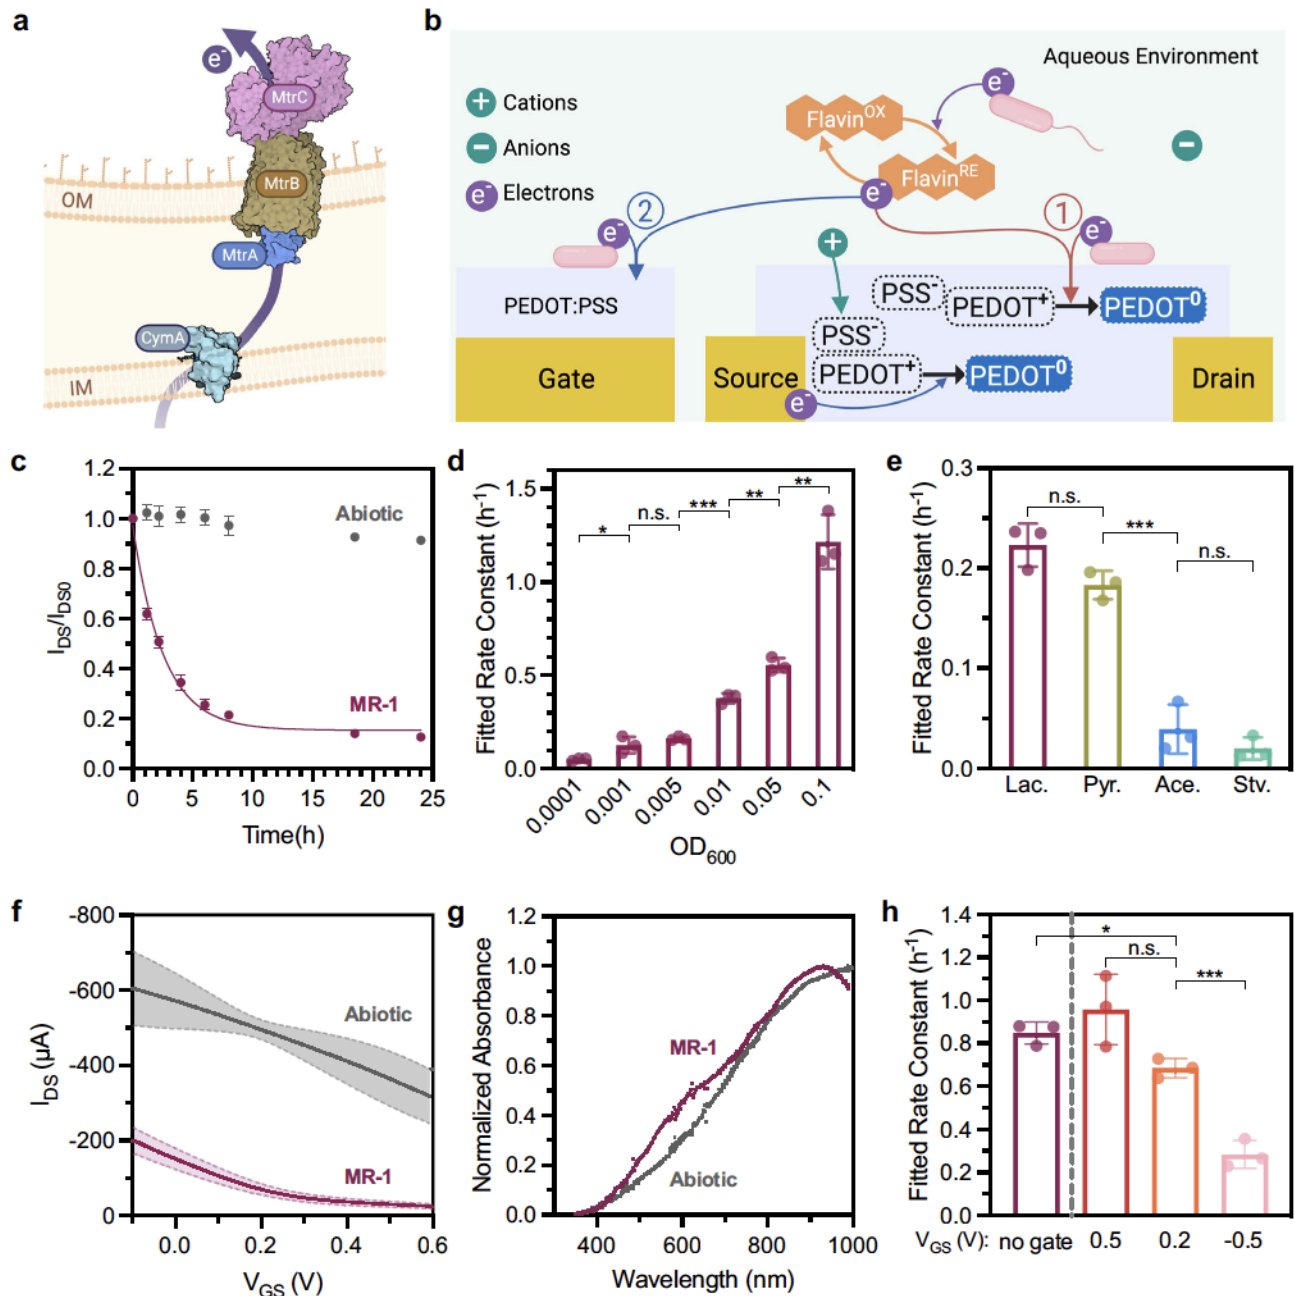 a
e-
MtrC
MtrB
OM
MtrA
CymA
IM
b
Aqueous Environment
+ Cations
- Anions
e- Electrons
Flavin^OX
e-
Flavin^RE
e-
-
2
e-
1
e-
+
PEDOT:PSS
PSS-
PEDOT+
PEDOT0
PSS-
PEDOT+
PEDOT0
Gate
Source
e-
Drain
c
1.2
1.0
0.8
0.6
0.4
0.2
0.0
I_DS/I_DS0
Abiotic
MR-1
0 5 10 15 20 25
Time(h)
d
1.5
1.0
0.5
0.0
Fitted Rate Constant (h-1)
* n.s. *** ** **
0.0001 0.001 0.005 0.01 0.05 0.1
OD600
e
0.3
0.2
0.1
0.0
Fitted Rate Constant (h-1)
n.s. *** n.s.
Lac. Pyr. Ace. Stv.
f
-800
-600
-400
-200
0
I_DS (µA)
Abiotic
MR-1
0.0 0.2 0.4 0.6
V_GS (V)
g
1.2
1.0
0.8
0.6
0.4
0.2
0.0
Normalized Absorbance
MR-1
Abiotic
400 600 800 1000
Wavelength (nm)
h
1.4
1.2
1.0
0.8
0.6
0.4
0.2
0.0
Fitted Rate Constant (h-1)
*
n.s.
***
V_GS (V): no gate 0.5 0.2 -0.5